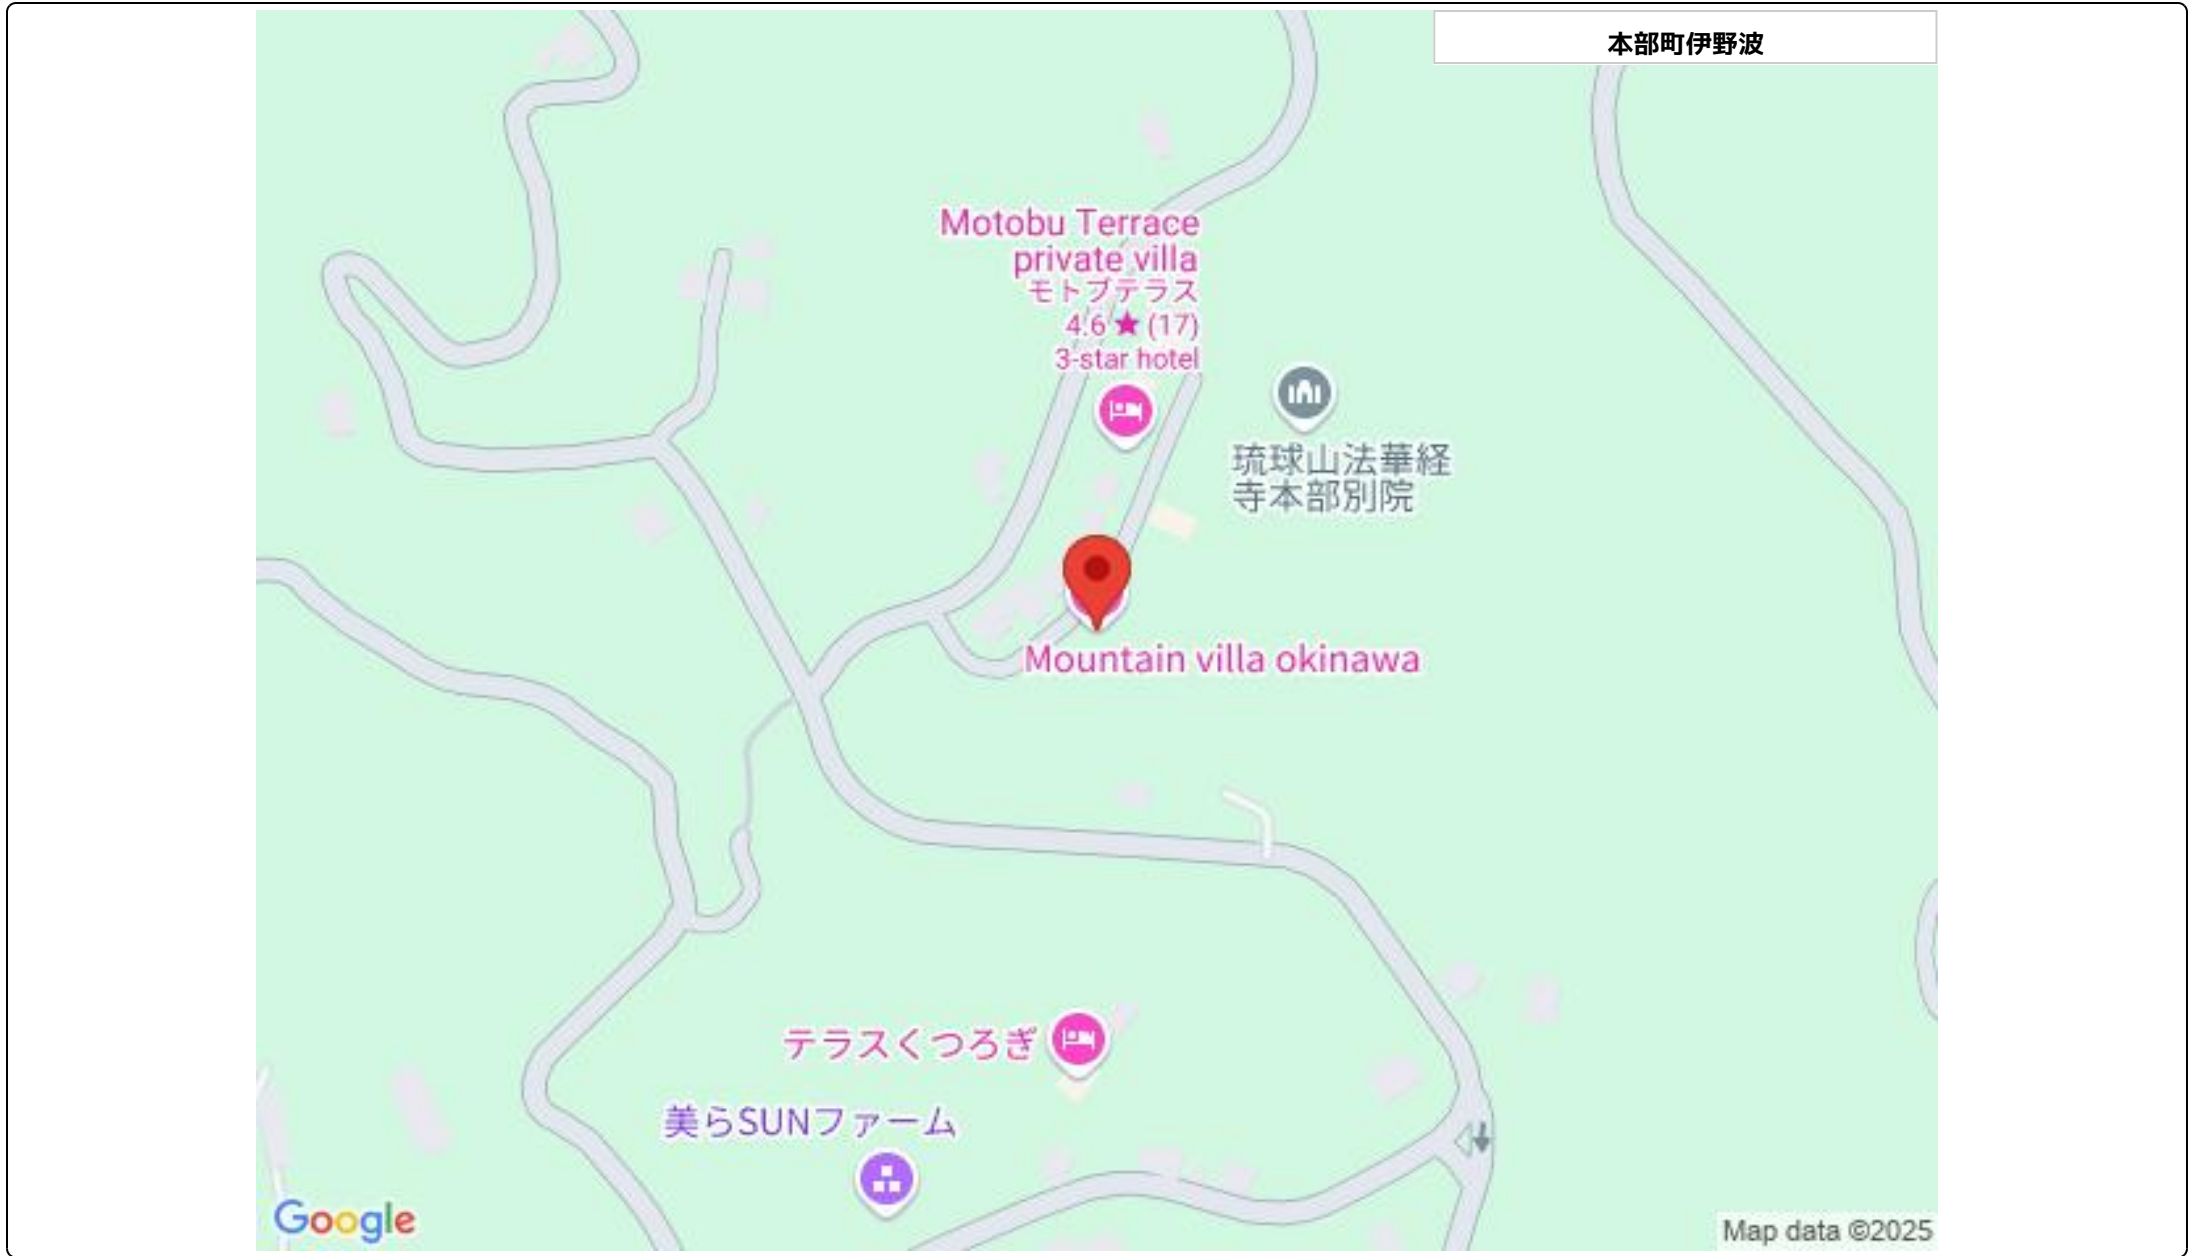 本部町伊野波
Motobu Terrace
private villa
モトブテラス
4.6 ★ (17)
3-star hotel
琉球山法華経
寺本部別院
Mountain villa okinawa
テラスくつろぎ
美らSUNファーム
Google
Map data ©2025